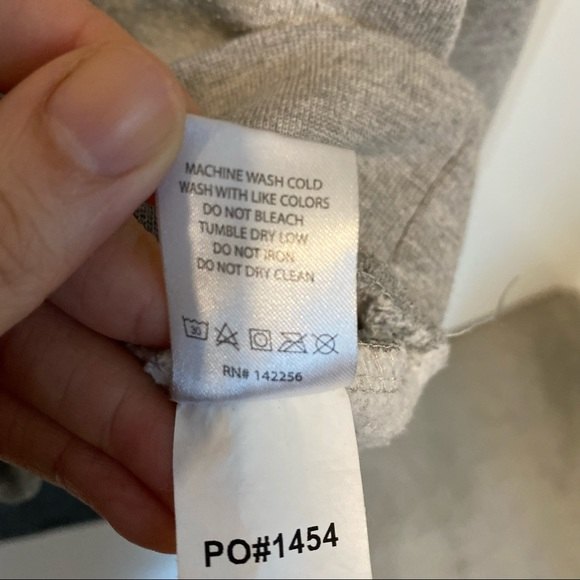 MACHINE WASH COLD
WASH WITH LIKE COLORS
DO NOT BLEACH
TUMBLE DRY LOW
DO NOT IRON
DO NOT DRY CLEAN
30
RN# 142256
PO#1454